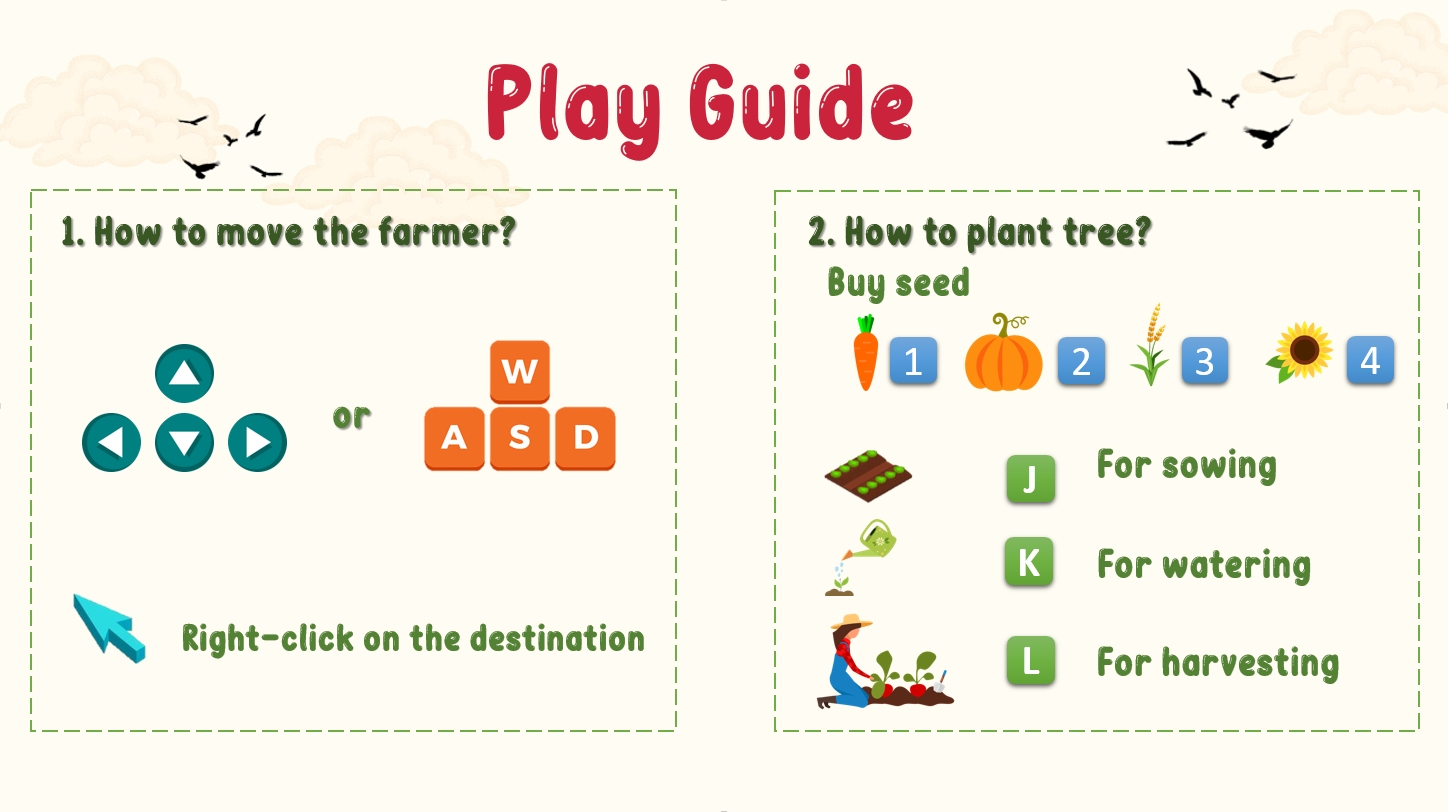 Play Guide
1. How to move the farmer?
W
or
A S D
Right-click on the destination
2. How to plant tree?
Buy seed
1 2 3 4
J For sowing
K For watering
L For harvesting